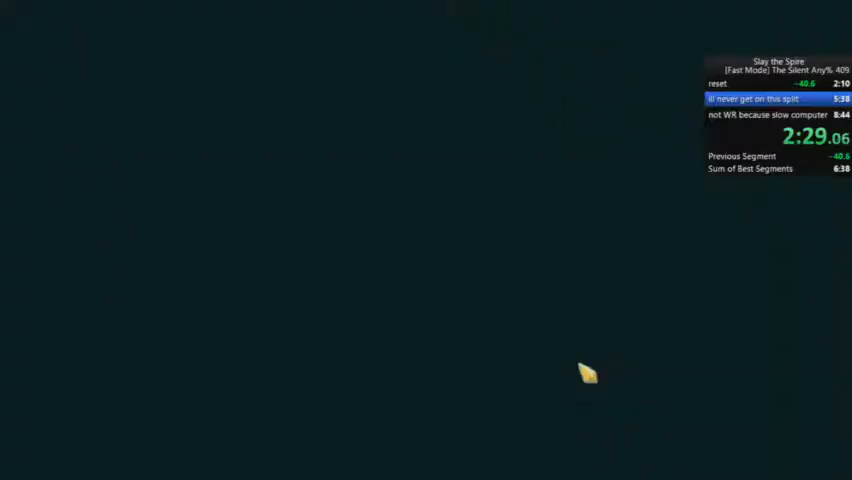 Slay the Spire
[Fast Mode] The Silent Any% 409
reset -40.6 2:10
ill never get on this split 5:38
not WR because slow computer 8:44
2:29.06
Previous Segment -40.6
Sum of Best Segments 6:38